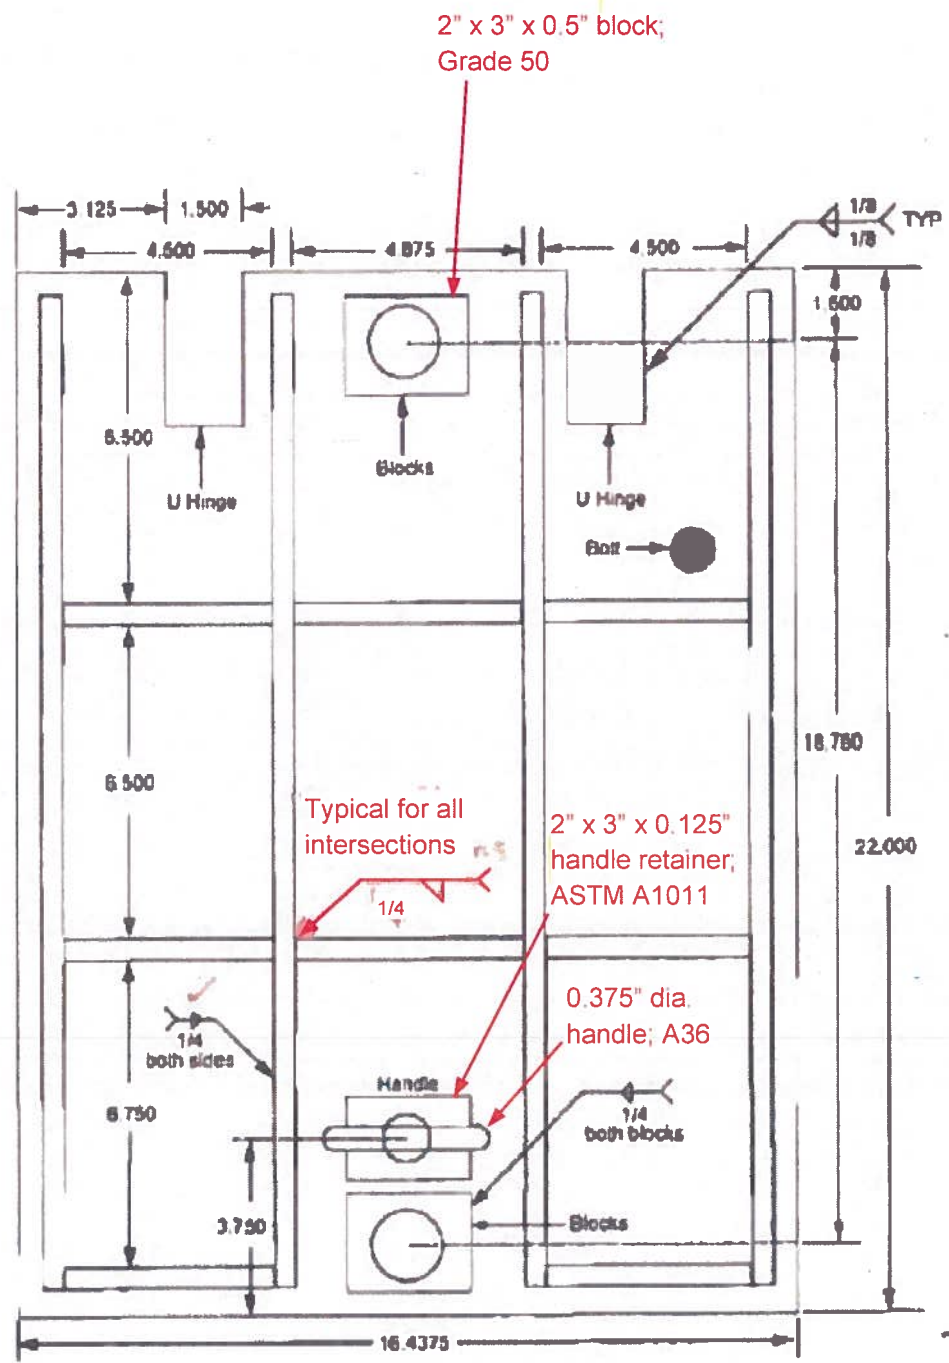 2" x 3" x 0.5" block;
Grade 50
3.125
1.500
1/8
1/8
TYP
4.500
4.875
4.500
1.500
6.500
Blocks
U Hinge
U Hinge
Bolt
18.750
6.500
Typical for all
intersections
2" x 3" x 0.125"
handle retainer;
ASTM A1011
22.000
1/4
0.375" dia.
handle; A36
1/4
both sides
Handle
6.750
1/4
both blocks
3.750
Blocks
16.4375